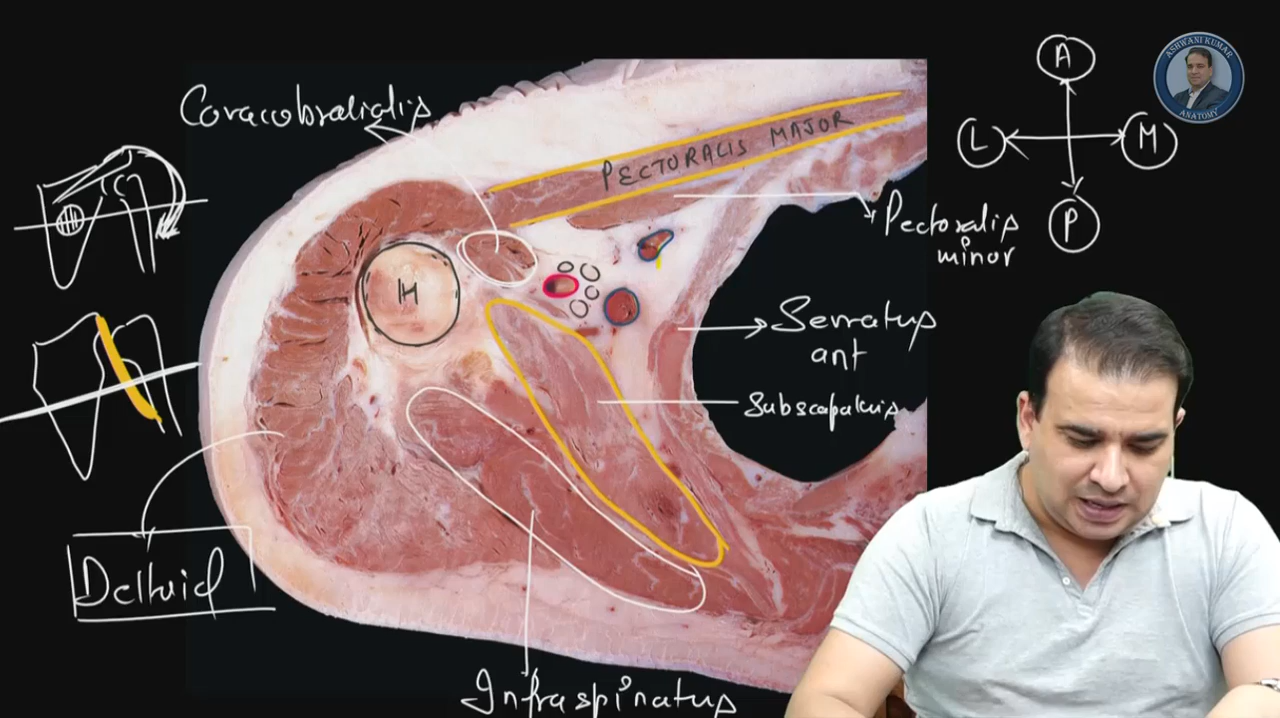 Coracobralialis
PECTORALIS MAJOR
A
L
M
P
ASHWANI KUMAR
ANATOMY
Pectoralis
minor
H
Serratus
ant
Subscapularis
Deltoid
Infraspinatus